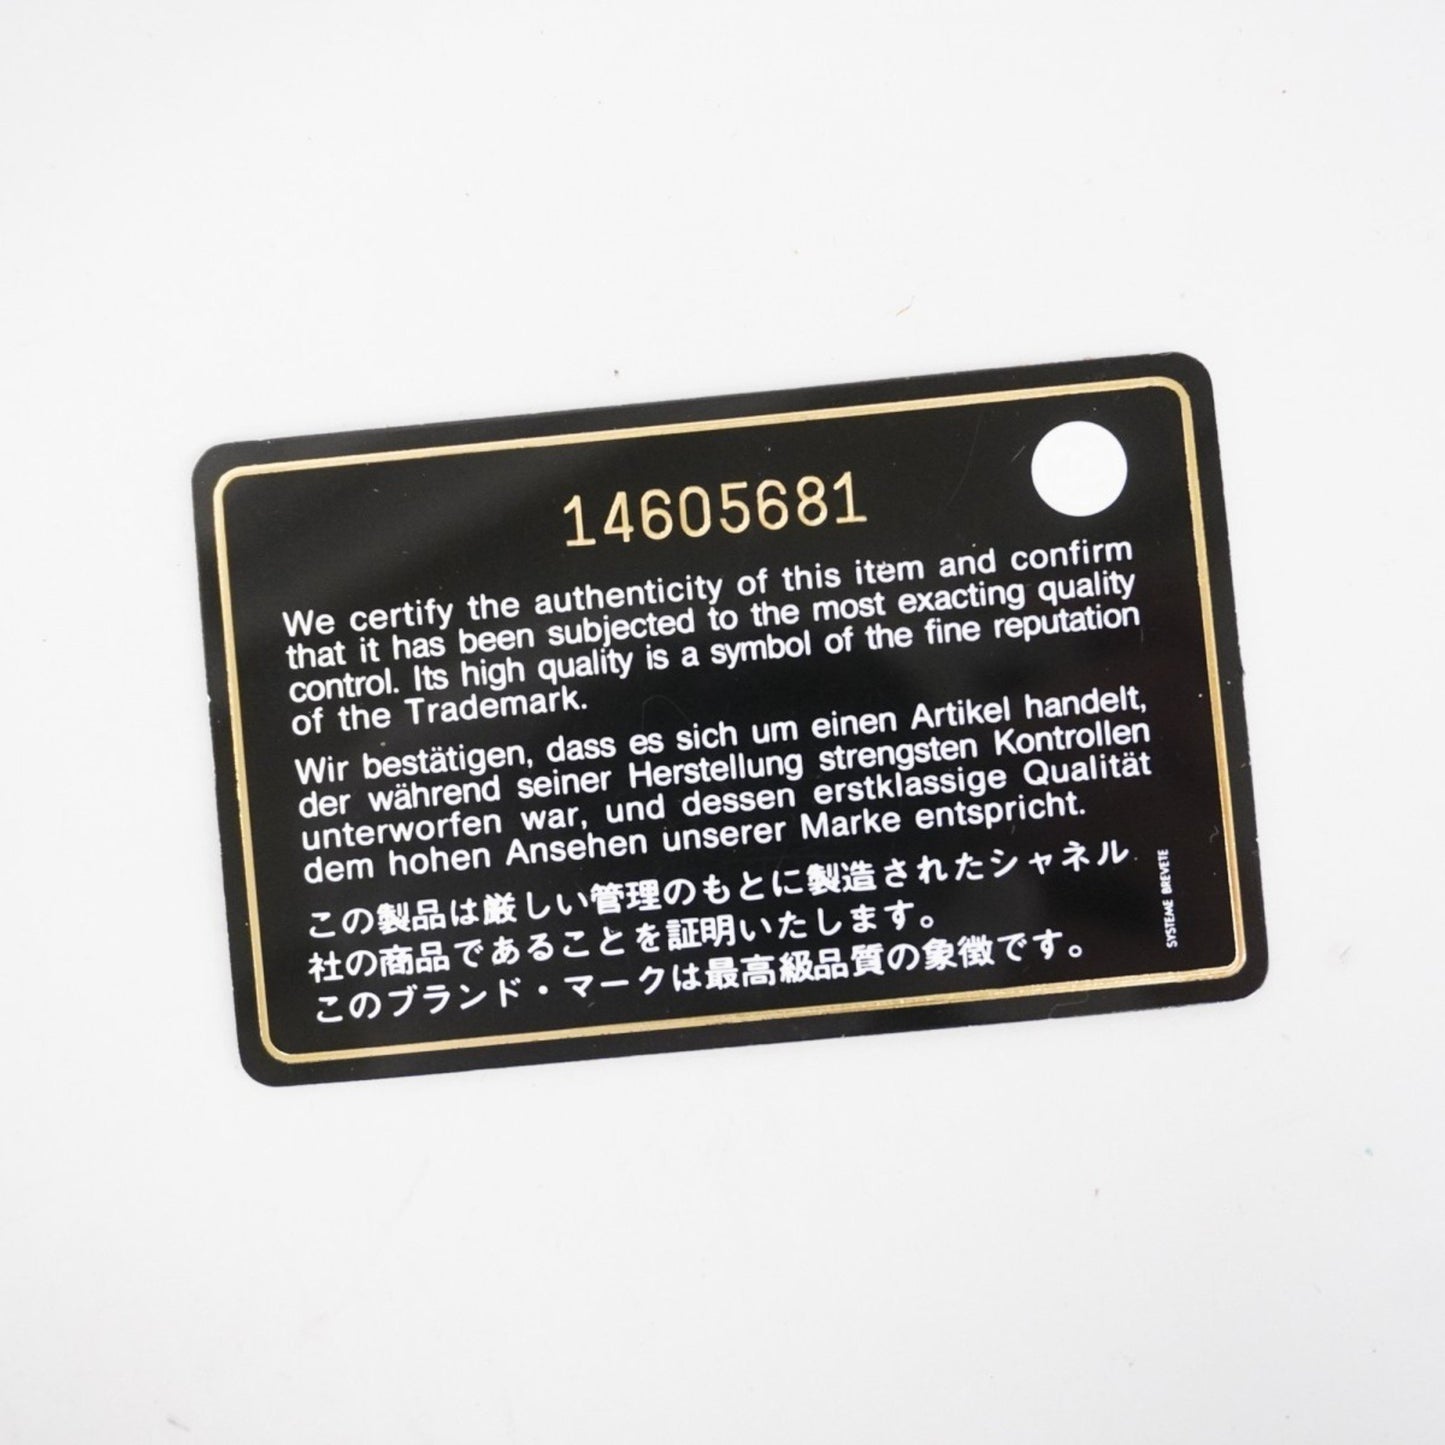 14605681
We certify the authenticity of this item and confirm
that it has been subjected to the most exacting quality
control. Its high quality is a symbol of the fine reputation
of the Trademark.
Wir bestätigen, dass es sich um einen Artikel handelt,
der während seiner Herstellung strengsten Kontrollen
unterworfen war, und dessen erstklassige Qualität
dem hohen Ansehen unserer Marke entspricht.
この製品は厳しい管理のもとに製造されたシャネル
社の商品であることを証明いたします。
このブランド・マークは最高級品質の象徴です。
SYSTEME BREVETE